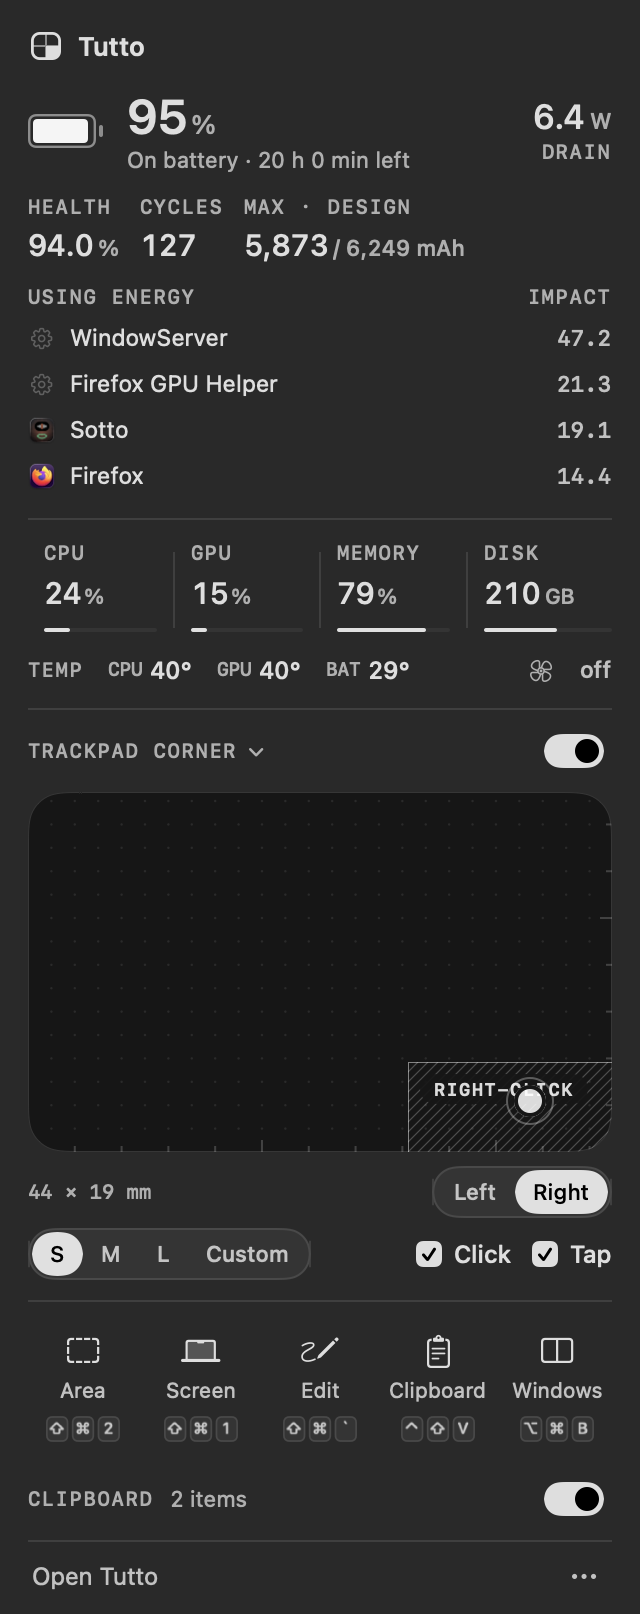 Tutto
95%
6.4 W
On battery · 20 h 0 min left
DRAIN
HEALTH CYCLES MAX · DESIGN
94.0% 127 5,873 / 6,249 mAh
USING ENERGY IMPACT
WindowServer 47.2
Firefox GPU Helper 21.3
Sotto 19.1
Firefox 14.4
CPU GPU MEMORY DISK
24% 15% 79% 210 GB
TEMP CPU 40° GPU 40° BAT 29° off
TRACKPAD CORNER
RIGHT-CLICK
44 × 19 mm Left Right
S M L Custom Click Tap
Area Screen Edit Clipboard Windows
⇧ ⌘ 2 ⇧ ⌘ 1 ⇧ ⌘ ` ^ ⇧ V ⌥ ⌘ B
CLIPBOARD 2 items
Open Tutto